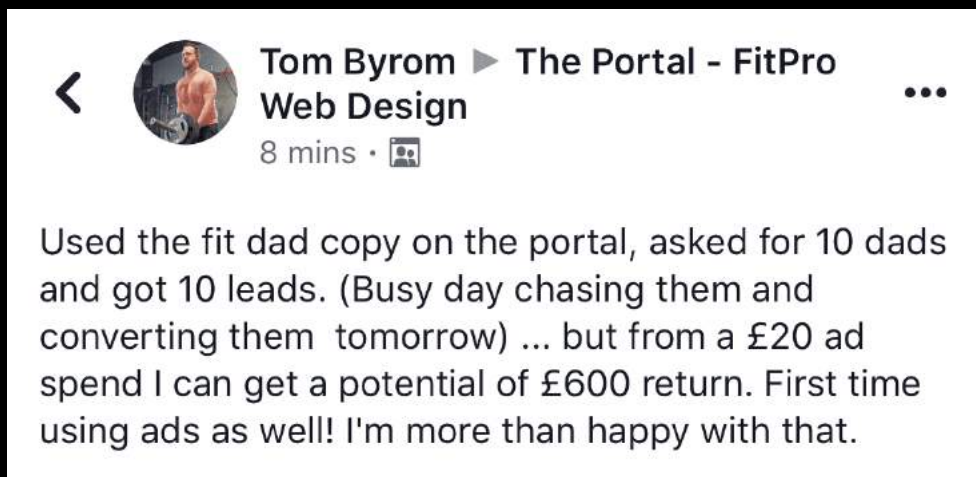 Tom Byrom ▶ The Portal - FitPro
Web Design
8 mins ·
Used the fit dad copy on the portal, asked for 10 dads
and got 10 leads. (Busy day chasing them and
converting them  tomorrow) ... but from a £20 ad
spend I can get a potential of £600 return. First time
using ads as well! I'm more than happy with that.